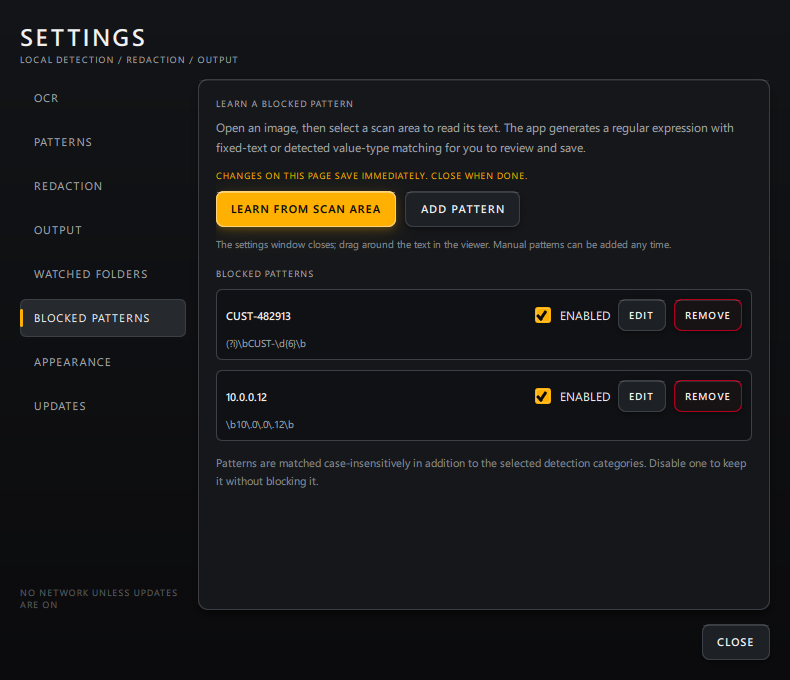 SETTINGS
LOCAL DETECTION / REDACTION / OUTPUT
OCR
PATTERNS
REDACTION
OUTPUT
WATCHED FOLDERS
BLOCKED PATTERNS
APPEARANCE
UPDATES
NO NETWORK UNLESS UPDATES
ARE ON
LEARN A BLOCKED PATTERN
Open an image, then select a scan area to read its text. The app generates a regular expression with
fixed-text or detected value-type matching for you to review and save.
CHANGES ON THIS PAGE SAVE IMMEDIATELY. CLOSE WHEN DONE.
LEARN FROM SCAN AREA ADD PATTERN
The settings window closes; drag around the text in the viewer. Manual patterns can be added any time.
BLOCKED PATTERNS
CUST-482913 ENABLED EDIT REMOVE
(?i)\bCUST-\d{6}\b
10.0.0.12 ENABLED EDIT REMOVE
\b10\.0\.0\.12\b
Patterns are matched case-insensitively in addition to the selected detection categories. Disable one to keep
it without blocking it.
CLOSE